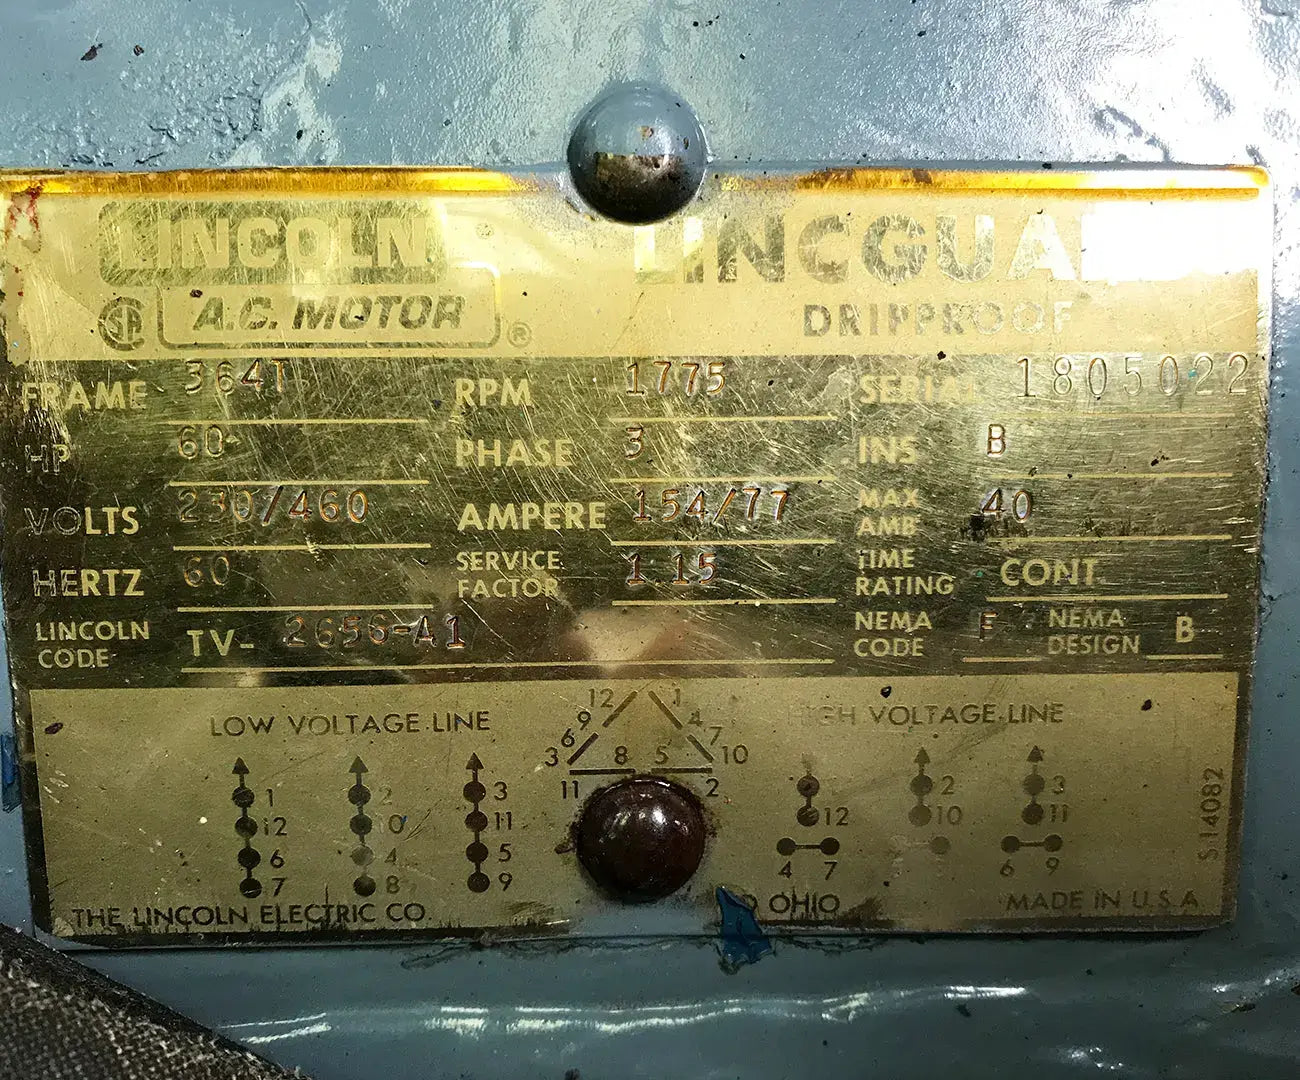 LINCOLN LINCGUA
SA A.C. MOTOR ® DRIPPROOF
FRAME 364T RPM 1775 SERIAL 1805022
HP 60 PHASE 3 INS B
VOLTS 230/460 AMPERE 154/77 MAX AMB 40
HERTZ 60 SERVICE FACTOR 1.15 TIME RATING CONT.
LINCOLN CODE TV- 2656-A1 NEMA CODE F NEMA DESIGN B
LOW VOLTAGE LINE 12 1 HIGH VOLTAGE LINE
9 4
6 7
3 8 5 10
11 2
1 2 3 2 3
12 10 11 12 10 11
6 4 5
7 8 9 4 7 6 9
S 14082
THE LINCOLN ELECTRIC CO. OHIO MADE IN U.S.A.